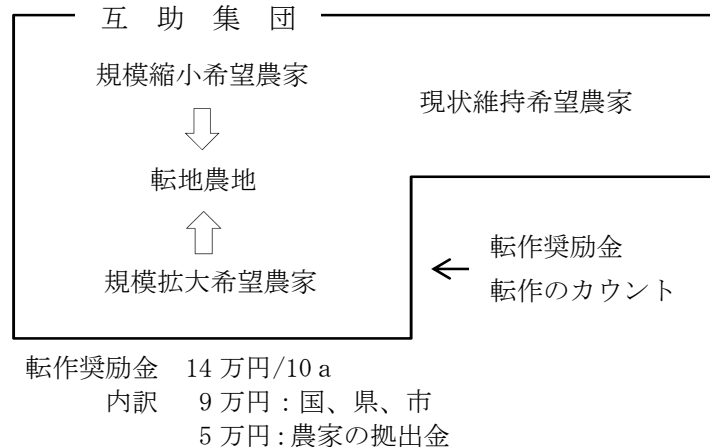 互助集団
規模縮小希望農家
現状維持希望農家
転地農地
規模拡大希望農家
転作奨励金
転作のカウント
転作奨励金 14万円/10a
内訳 9万円：国、県、市
5万円：農家の拠出金